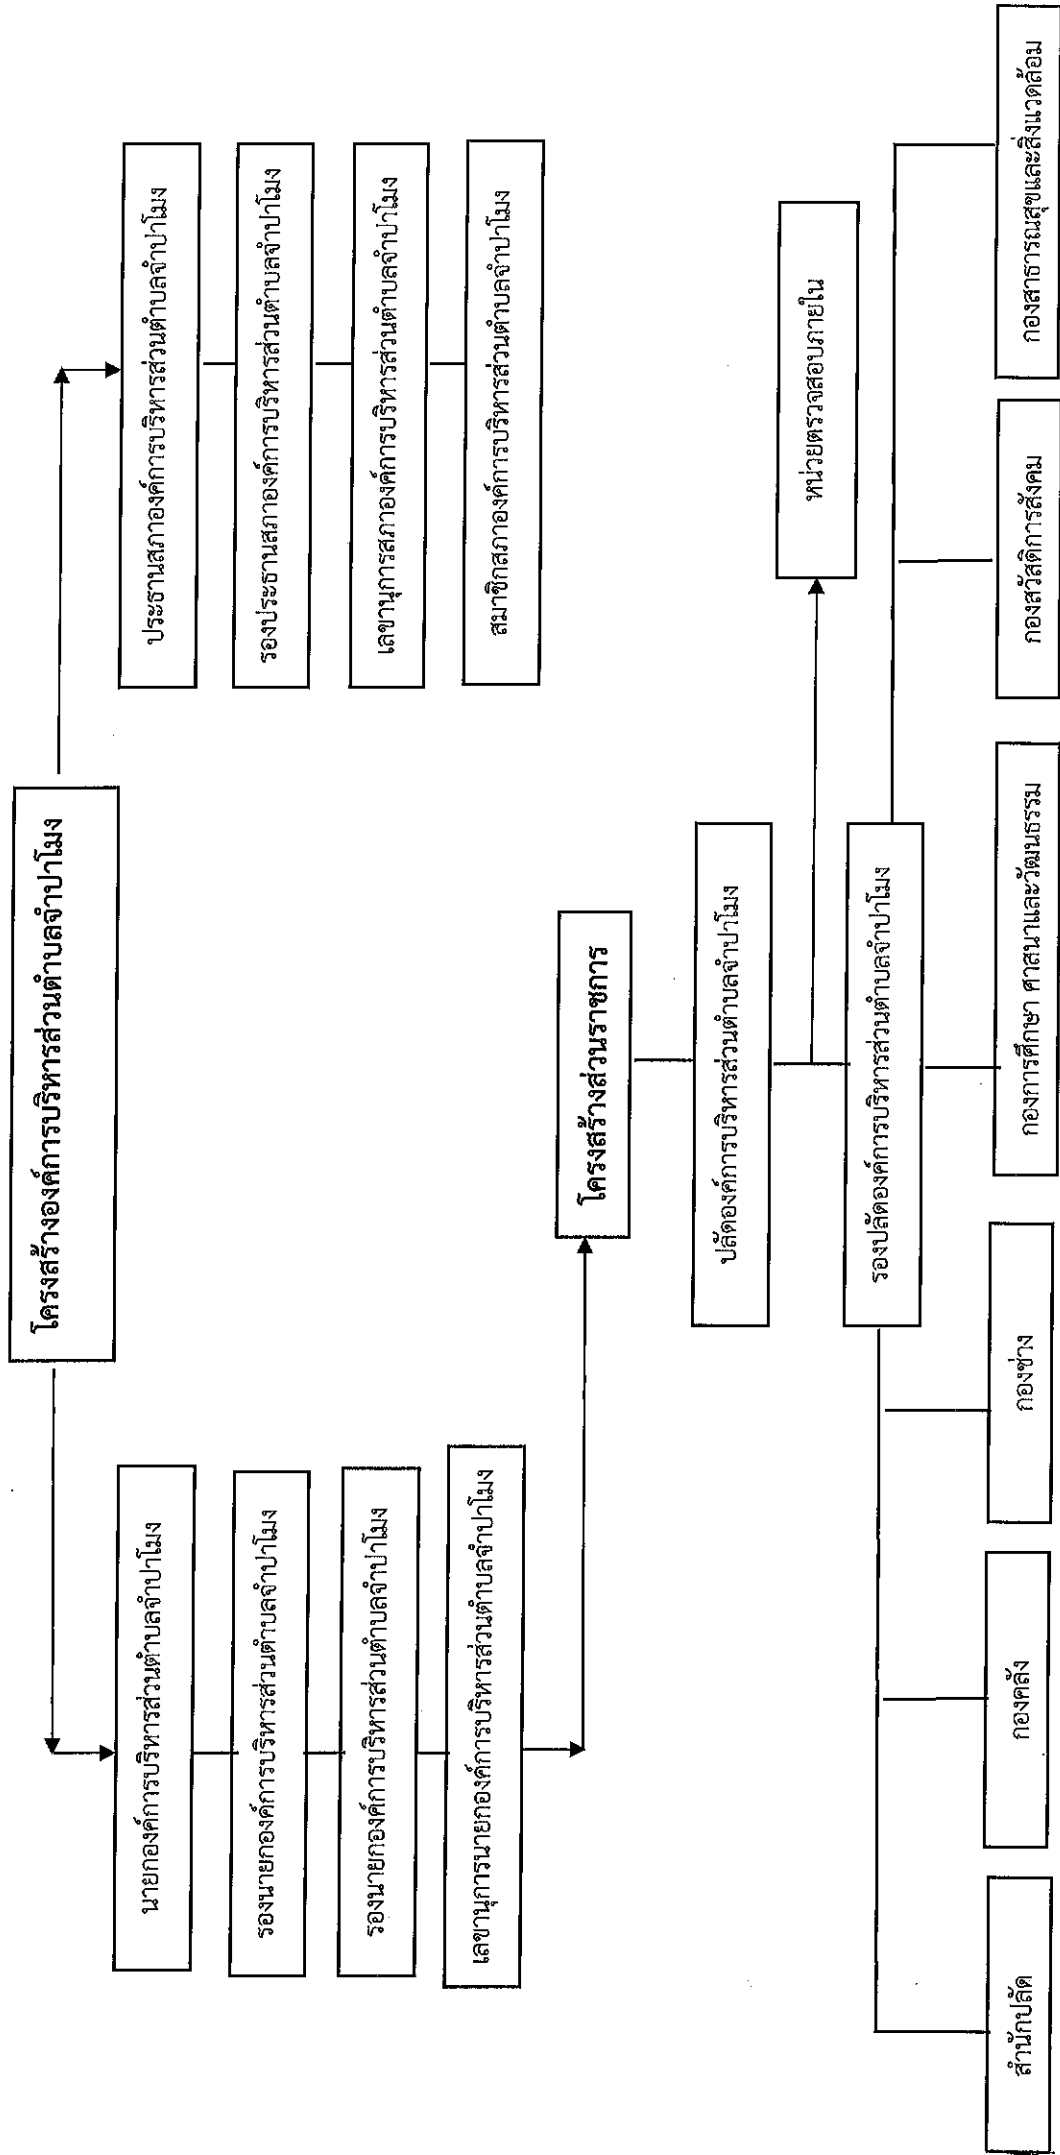 โครงสร้างองค์การบริหารส่วนตำบลจำปาโมง
นายกองค์การบริหารส่วนตำบลจำปาโมง
รองนายกองค์การบริหารส่วนตำบลจำปาโมง
รองนายกองค์การบริหารส่วนตำบลจำปาโมง
เลขานุการนายกองค์การบริหารส่วนตำบลจำปาโมง
ประธานสภาองค์การบริหารส่วนตำบลจำปาโมง
รองประธานสภาองค์การบริหารส่วนตำบลจำปาโมง
เลขานุการสภาองค์การบริหารส่วนตำบลจำปาโมง
สมาชิกสภาองค์การบริหารส่วนตำบลจำปาโมง
โครงสร้างส่วนราชการ
ปลัดองค์การบริหารส่วนตำบลจำปาโมง
หน่วยตรวจสอบภายใน
รองปลัดองค์การบริหารส่วนตำบลจำปาโมง
สำนักปลัด
กองคลัง
กองช่าง
กองการศึกษา ศาสนาและวัฒนธรรม
กองสวัสดิการสังคม
กองสาธารณสุขและสิ่งแวดล้อม